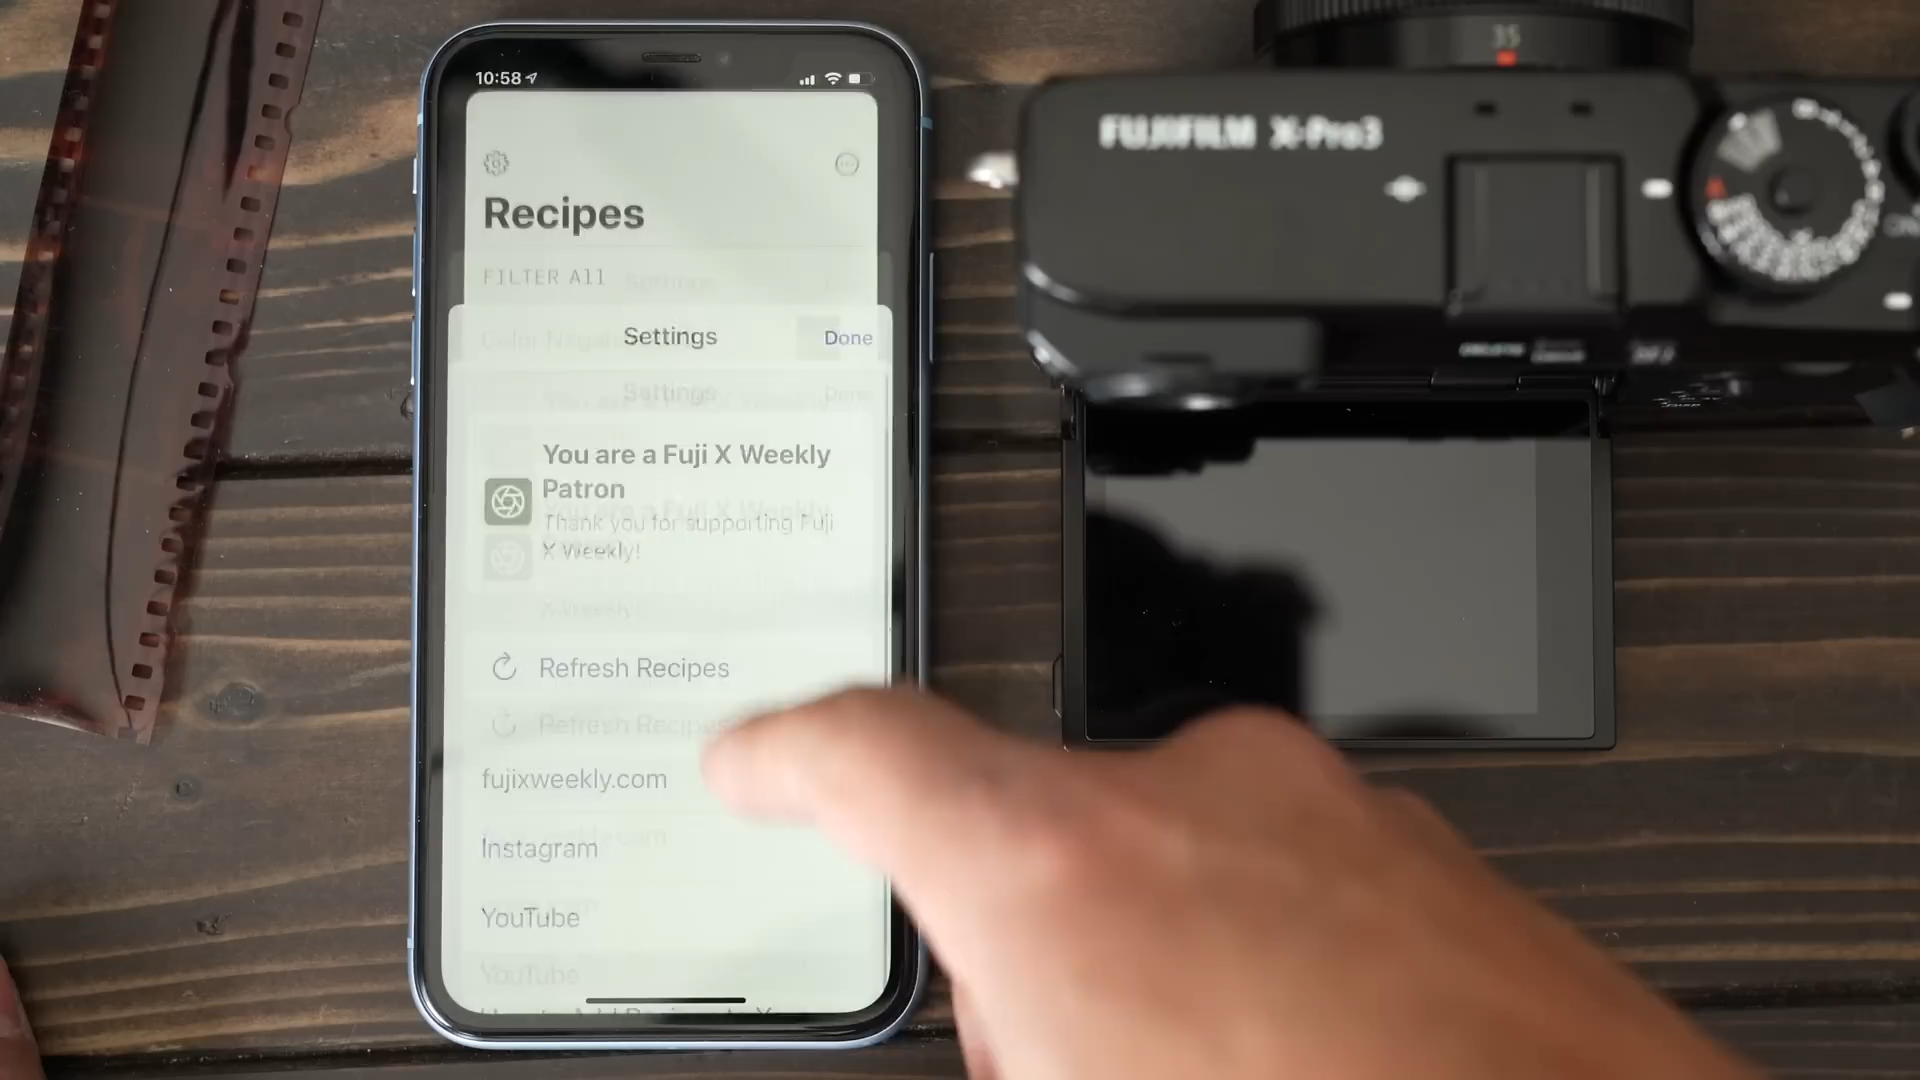 10:58
35
FUJIFILM X-Pro3
Recipes
FILTER All
Settings
Done
You are a Fuji X Weekly
Patron
Thank you for supporting Fuji
X Weekly!
Refresh Recipes
fujixweekly.com
Instagram
YouTube